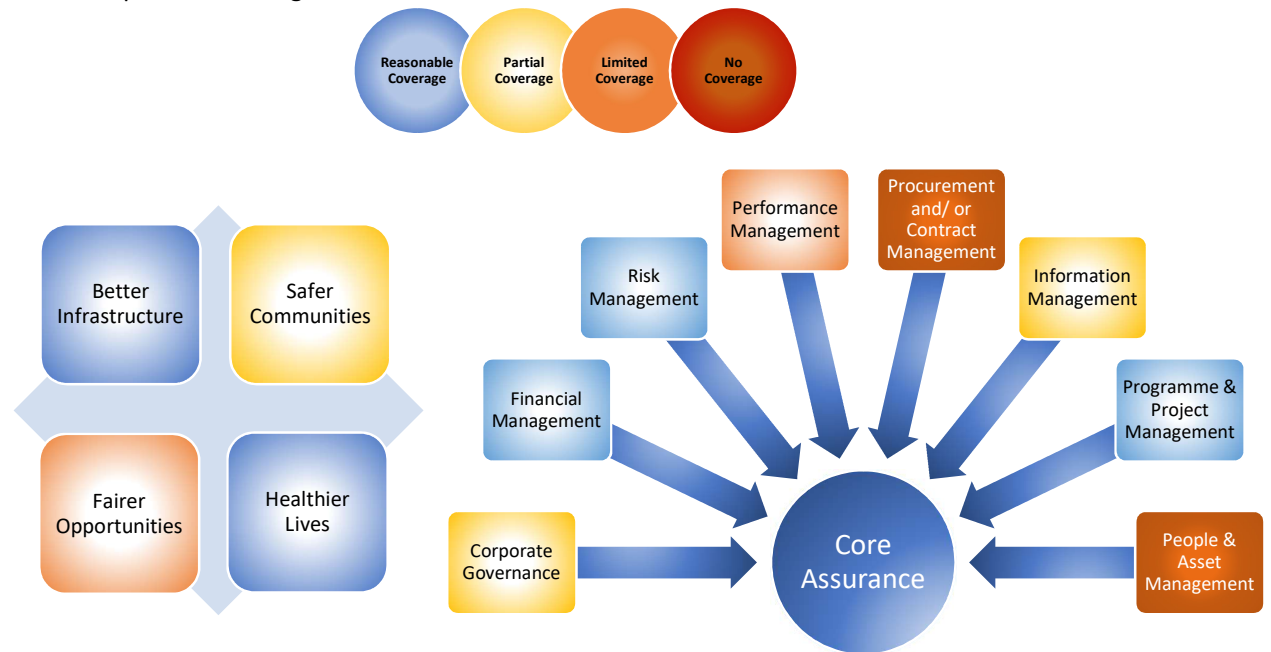 Reasonable
Coverage
Partial
Coverage
Limited
Coverage
No
Coverage
Better
Infrastructure
Safer
Communities
Fairer
Opportunities
Healthier
Lives
Corporate
Governance
Financial
Management
Risk
Management
Performance
Management
Procurement
and/ or
Contract
Management
Information
Management
Programme &
Project
Management
People &
Asset
Management
Core
Assurance